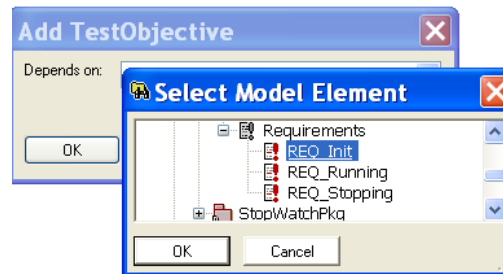 Add TestObjective
Depends on:
Select Model Element
Requirements
REQ_Init
REQ_Running
REQ_Stopping
StopWatchPkg
OK
OK
Cancel